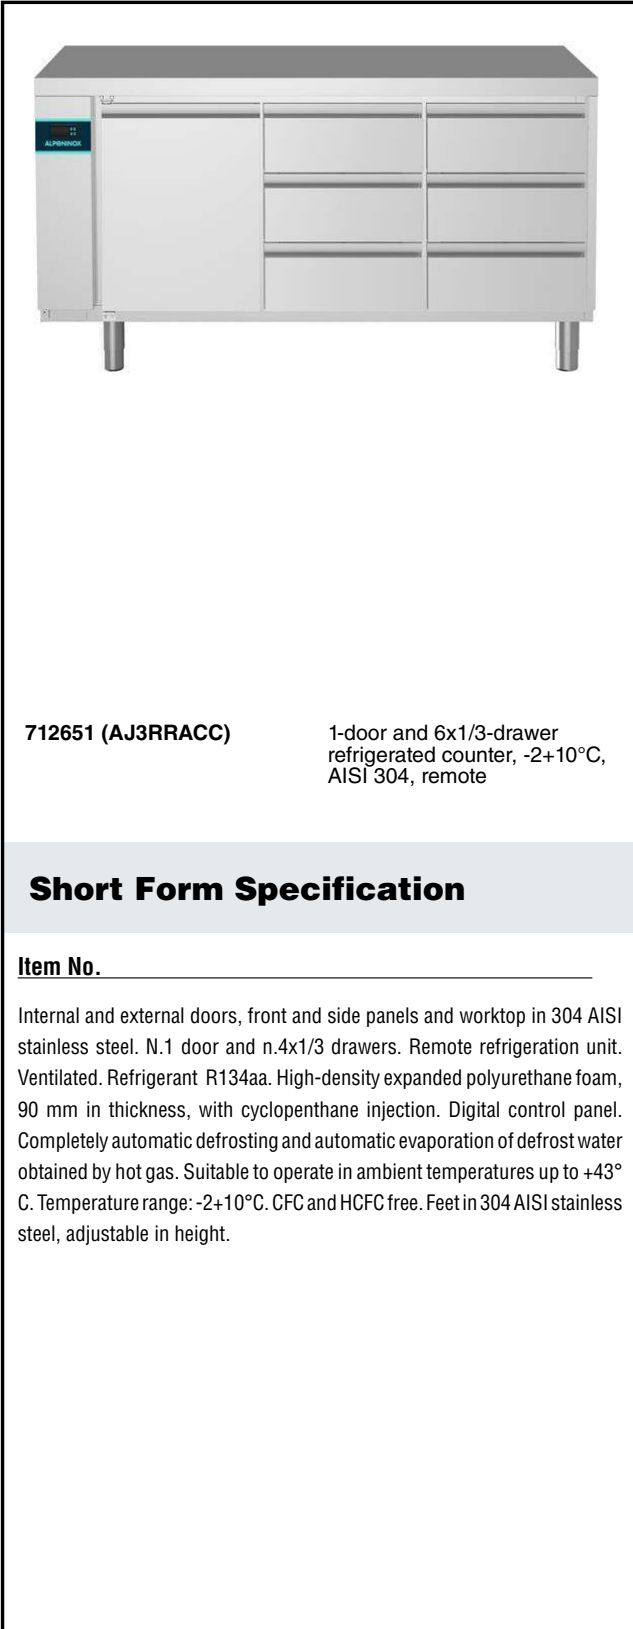 ALPENINOX
712651 (AJ3RRACC)
1-door and 6x1/3-drawer
refrigerated counter, -2+10°C,
AISI 304, remote
Short Form Specification
Item No.
Internal and external doors, front and side panels and worktop in 304 AISI
stainless steel. N.1 door and n.4x1/3 drawers. Remote refrigeration unit.
Ventilated. Refrigerant R134aa. High-density expanded polyurethane foam,
90 mm in thickness, with cyclopenthane injection. Digital control panel.
Completely automatic defrosting and automatic evaporation of defrost water
obtained by hot gas. Suitable to operate in ambient temperatures up to +43°
C. Temperature range: -2+10°C. CFC and HCFC free. Feet in 304 AISI stainless
steel, adjustable in height.